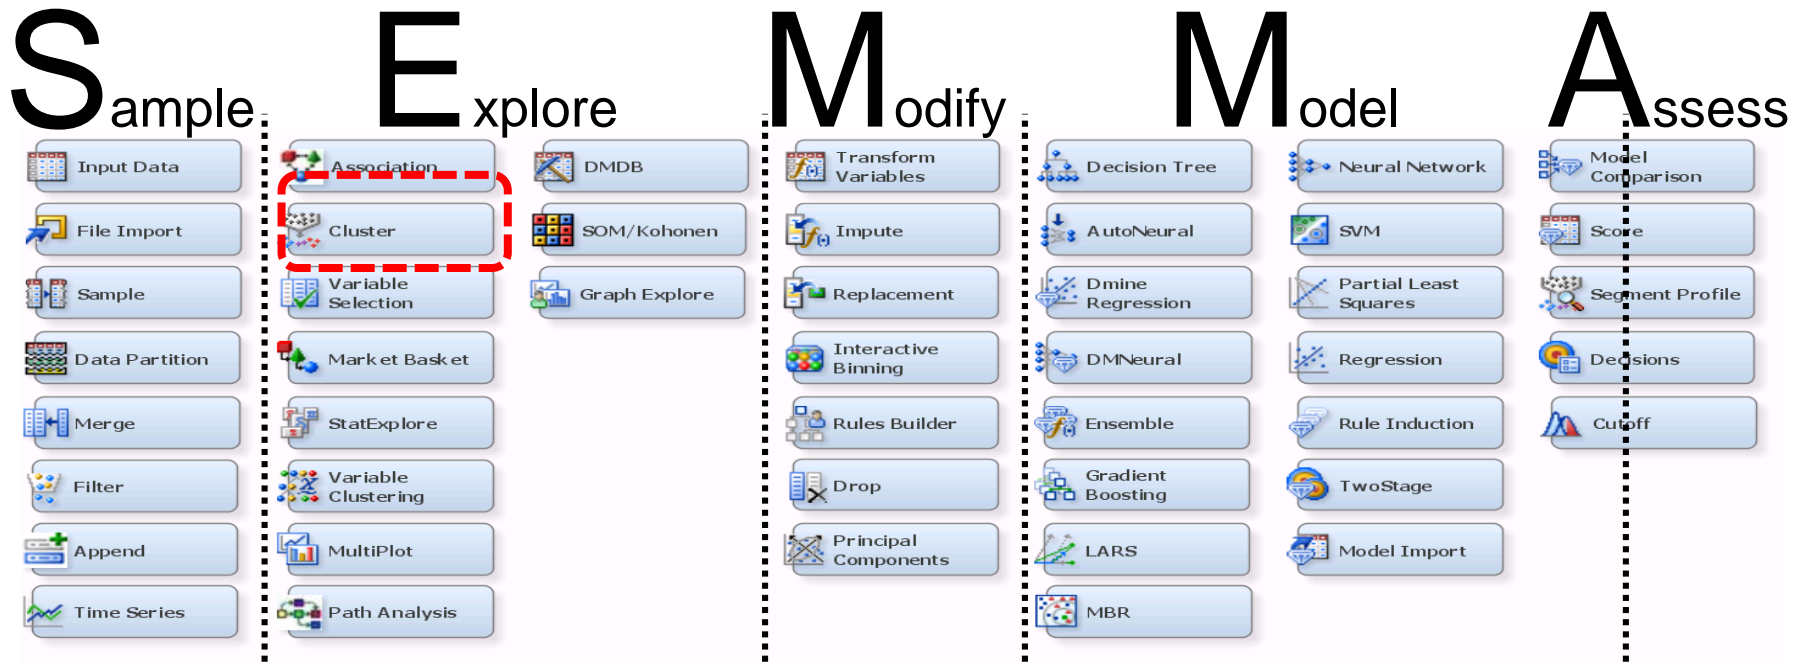 Sample
Explore
Modify
Model
Assess
Input Data
File Import
Sample
Data Partition
Merge
Filter
Append
Time Series
Association
Cluster
Variable
Selection
Market Basket
StatExplore
Variable
Clustering
MultiPlot
Path Analysis
DMDB
SOM/Kohonen
Graph Explore
Transform
Variables
Impute
Replacement
Interactive
Binning
Rules Builder
Drop
Principal
Components
Decision Tree
AutoNeural
Dmine
Regression
DMNeural
Ensemble
Gradient
Boosting
LARS
MBR
Neural Network
SVM
Partial Least
Squares
Regression
Rule Induction
TwoStage
Model Import
Model
Comparison
Score
Segment Profile
Decisions
Cutoff